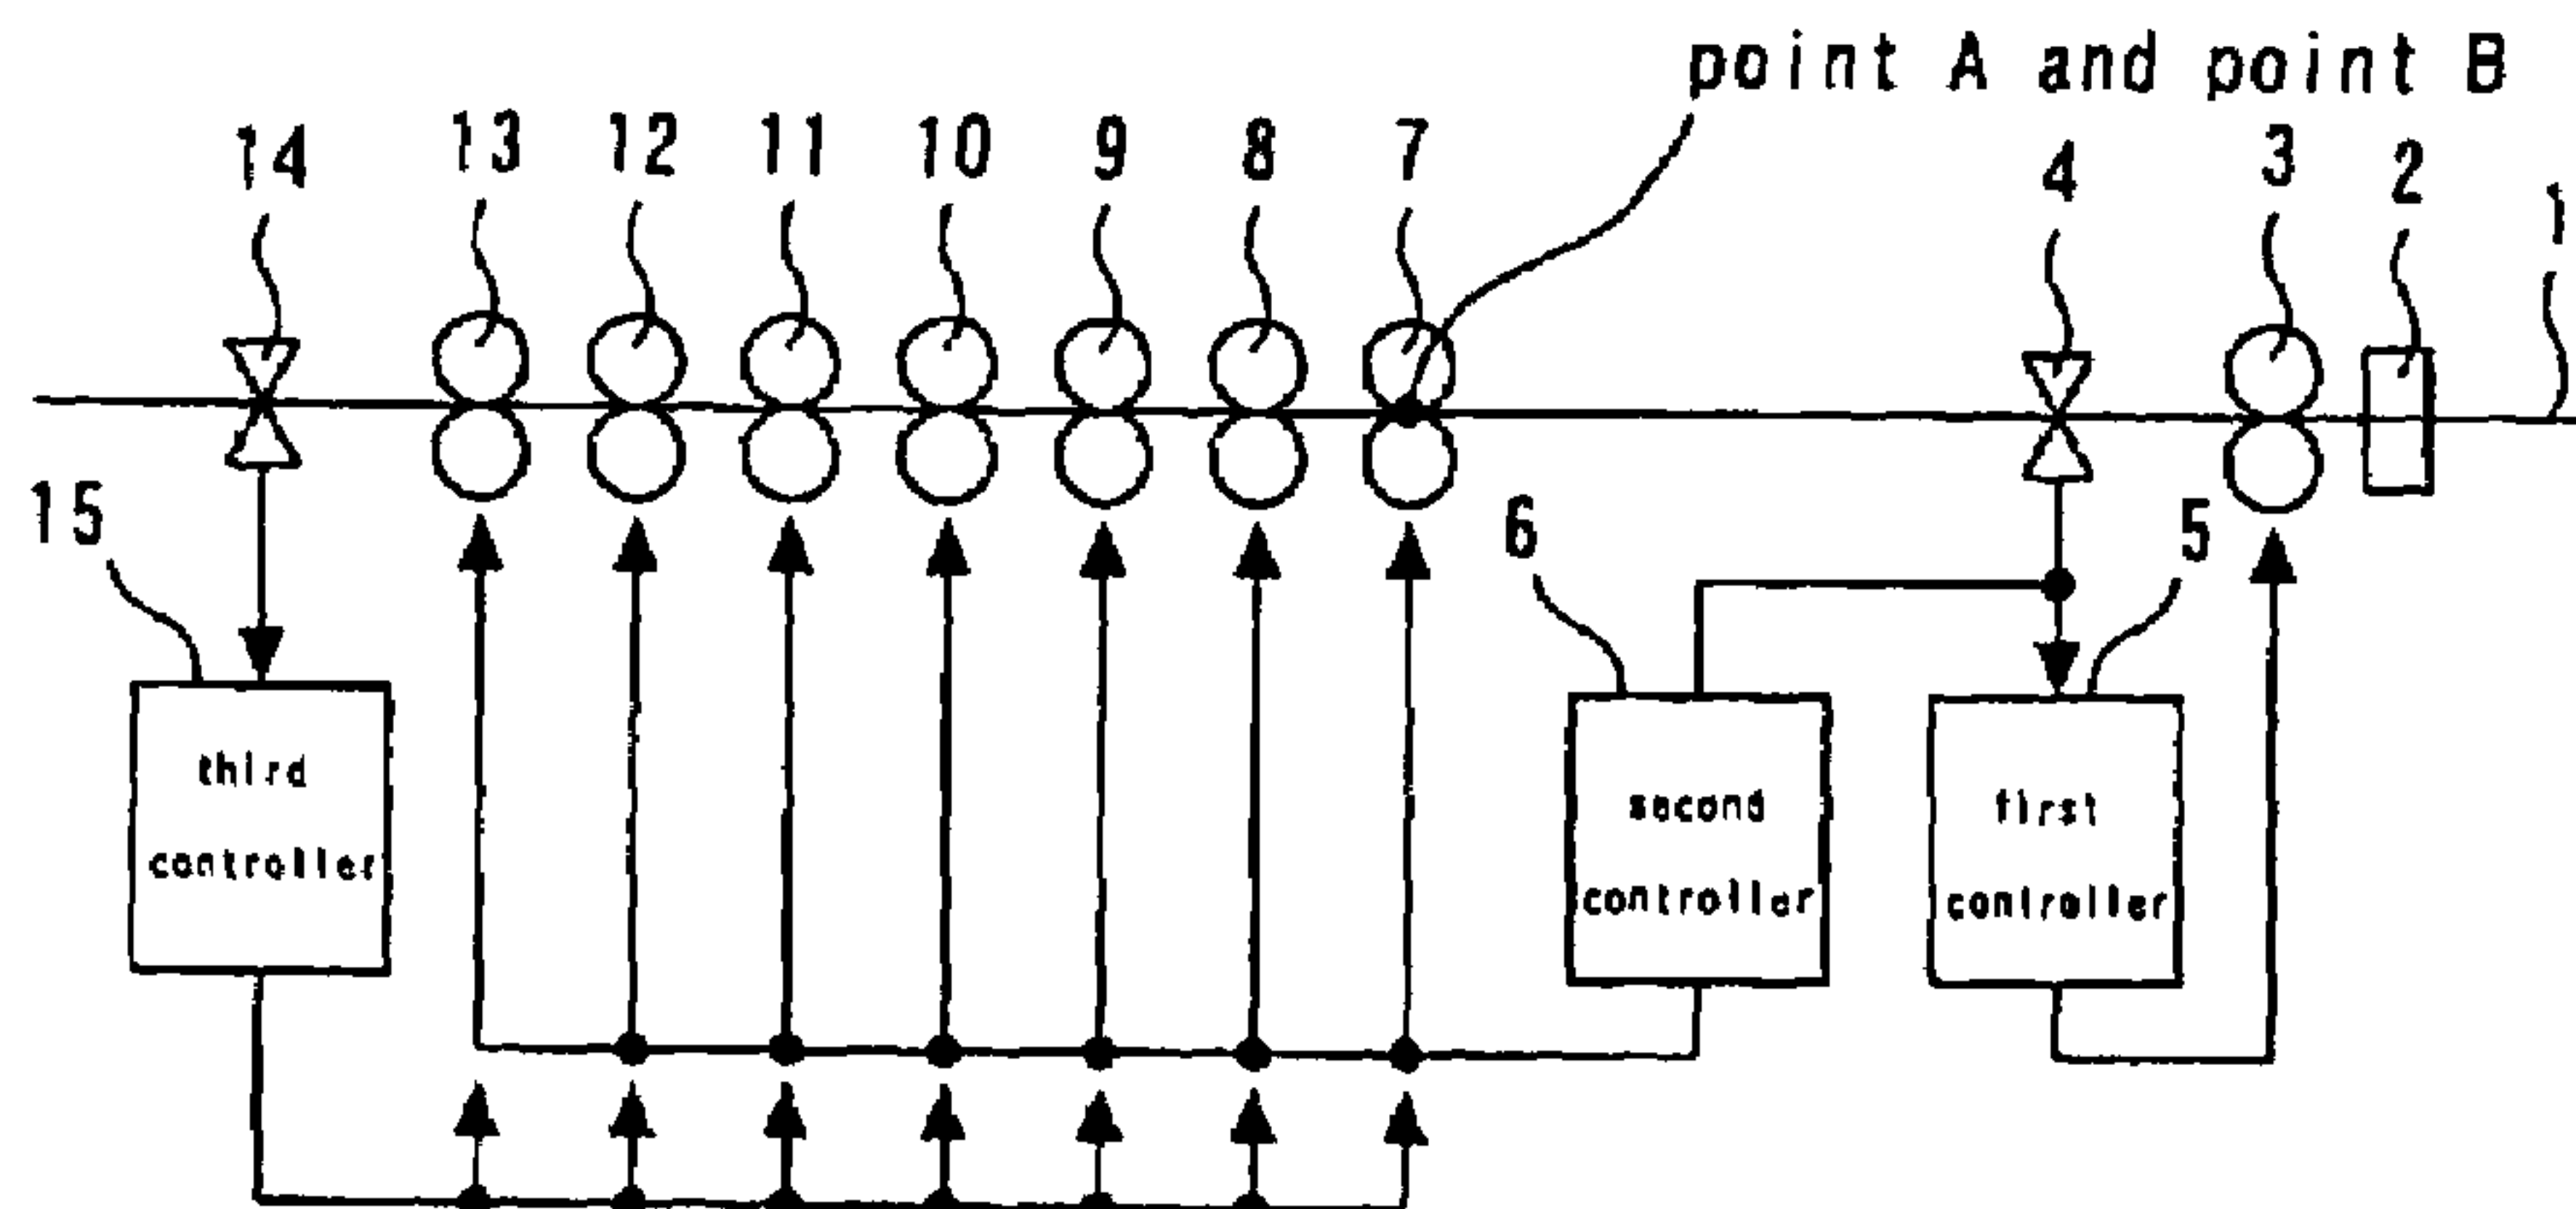 point A and point B
14
13
12
11
10
9
8
7
4
3
2
1
15
6
5
third
controller
second
controller
first
controller